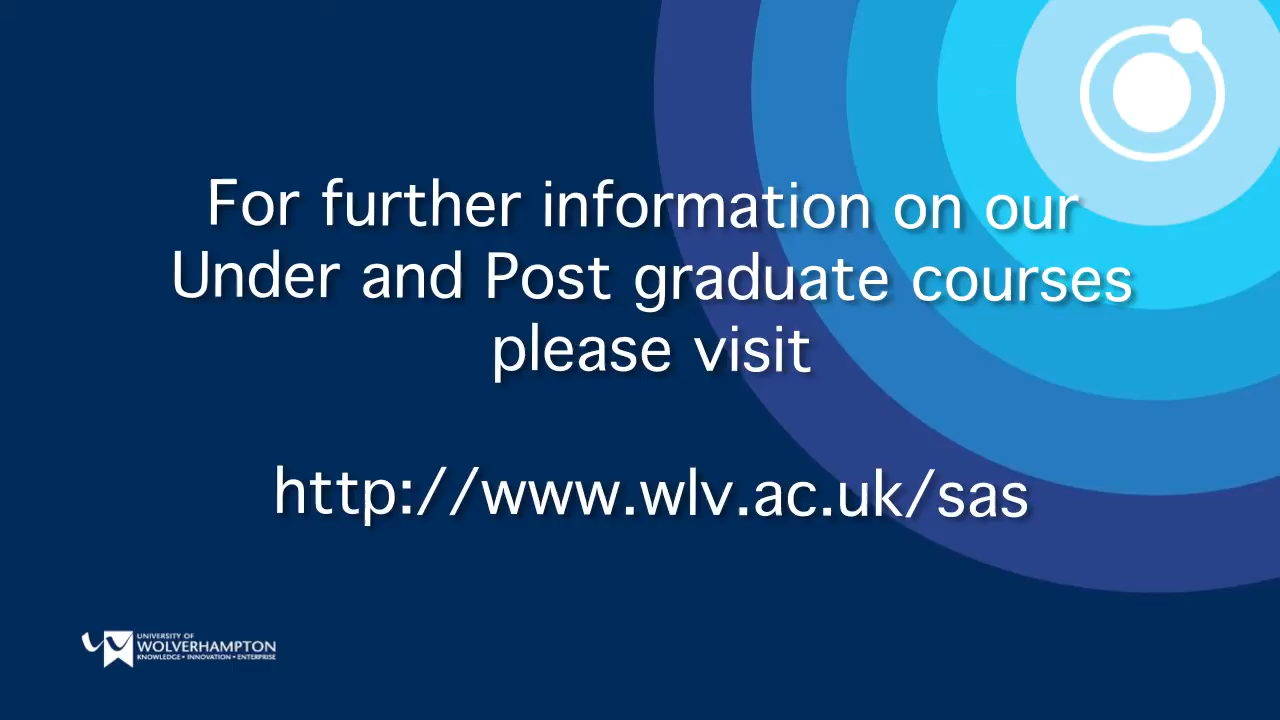 For further information on our
Under and Post graduate courses
please visit
http://www.wlv.ac.uk/sas
UNIVERSITY OF
WOLVERHAMPTON
KNOWLEDGE • INNOVATION • ENTERPRISE